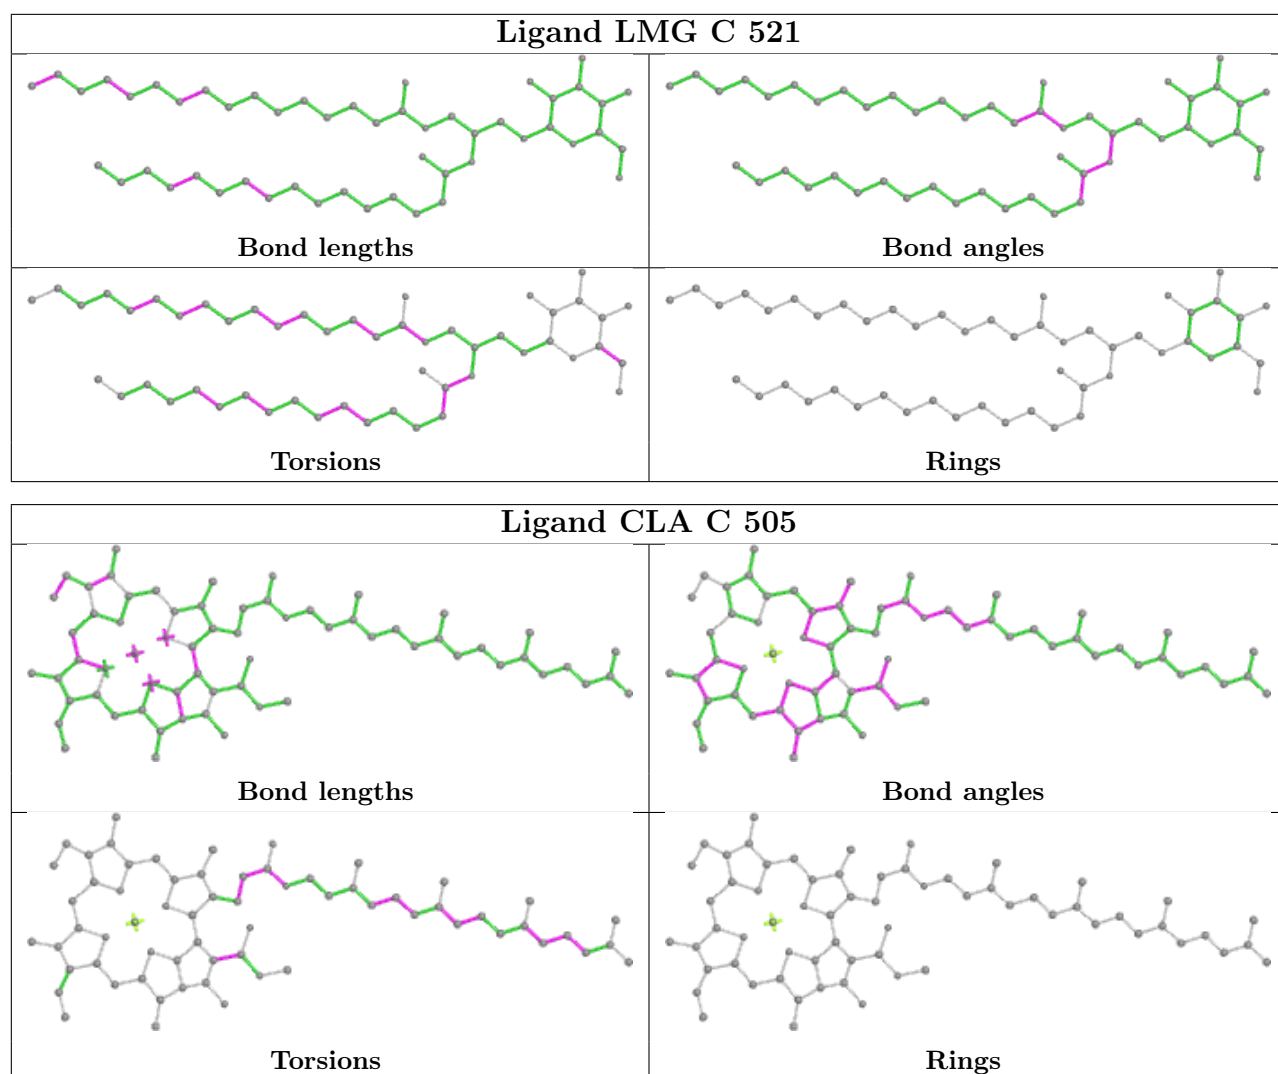 Ligand LMG C 521
Bond lengths
Bond angles
Torsions
Rings
Ligand CLA C 505
Bond lengths
Bond angles
Torsions
Rings